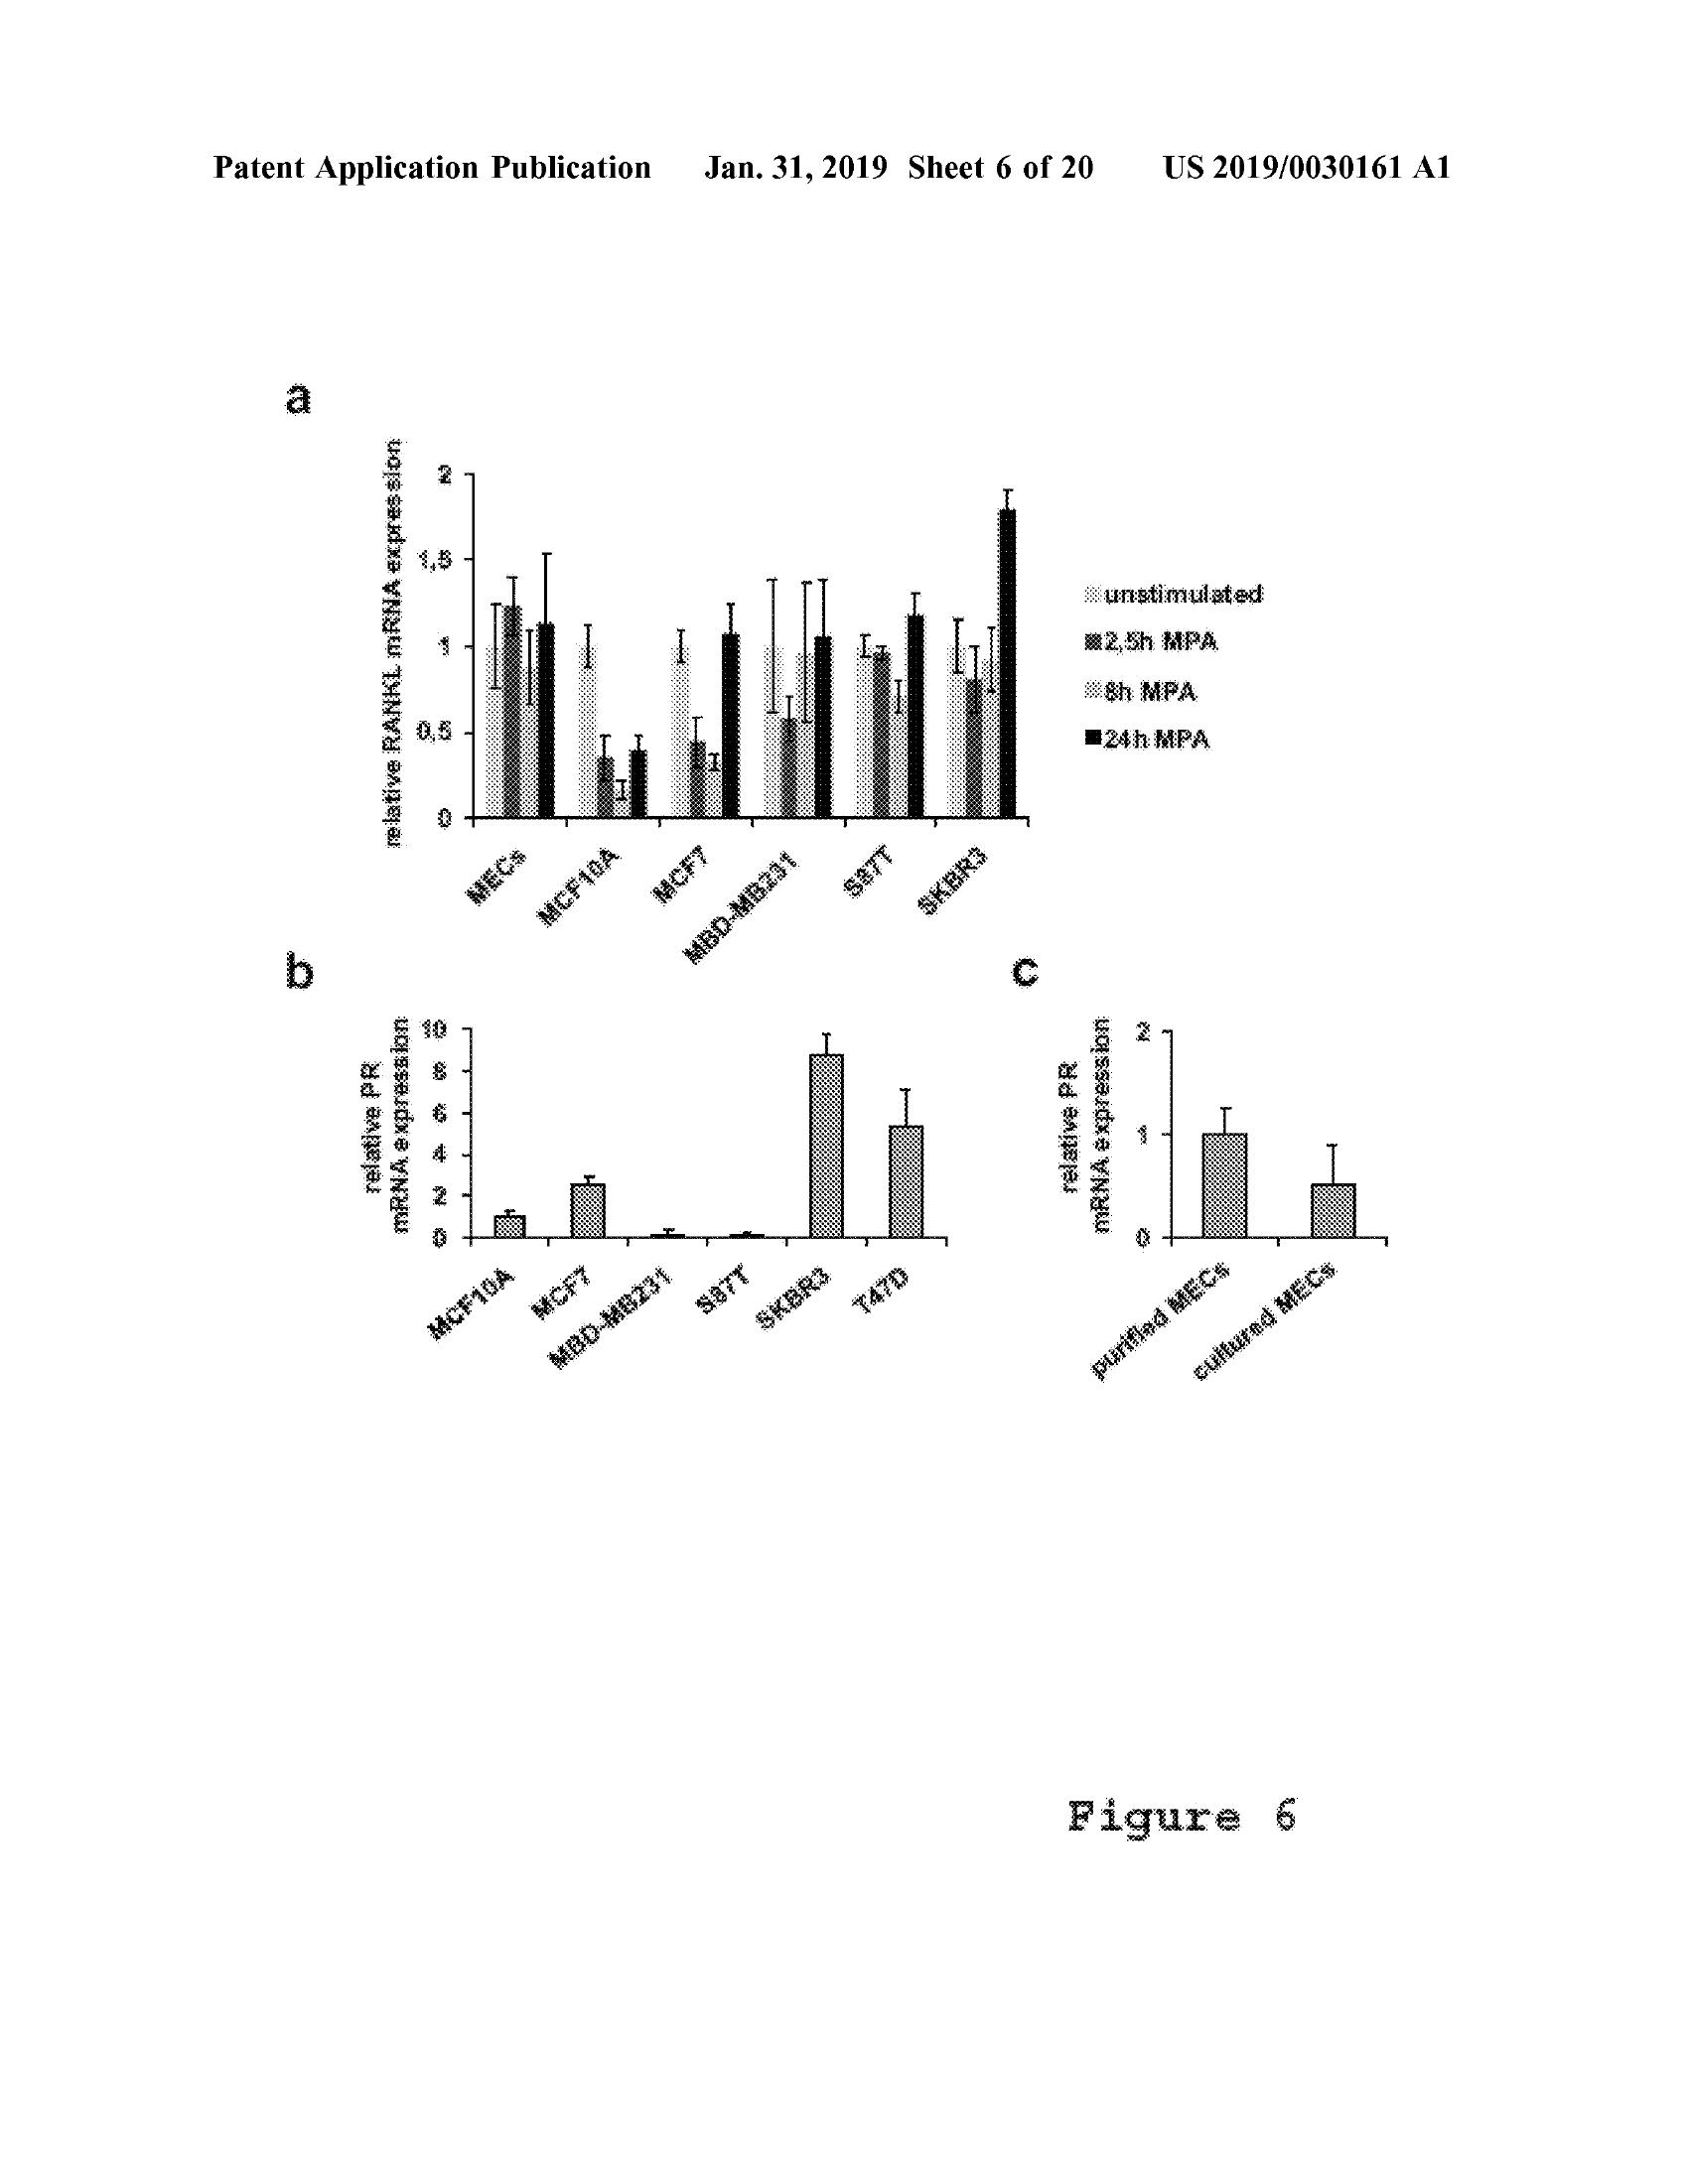 Patent Application Publication Jan. 31, 2019 Sheet 6 of 20 US 2019/0030161 A1
a
relative RANKL mRNA expression
2
1,5
1
0,5
0
MECs
MCF10A
MCF7
MBD-MB231
S87T
SKBR3
unstimulated
2,5h MPA
8h MPA
24h MPA
b
relative PR
mRNA expression
10
8
6
4
2
0
MCF10A
MCF7
MBD-MB231
S87T
SKBR3
T47D
c
relative PR
mRNA expression
2
1
0
purified MECs
cultured MECs
Figure 6